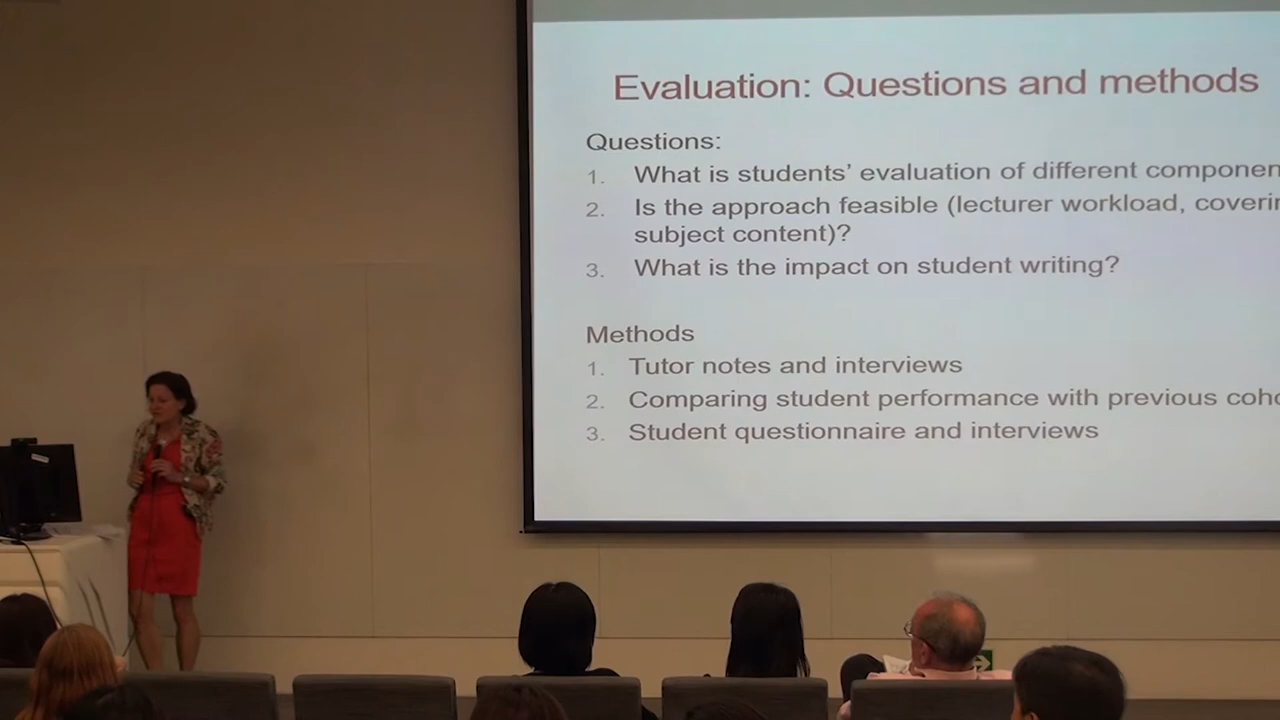 Evaluation: Questions and methods
Questions:
1. What is students’ evaluation of different
2. Is the approach feasible (lecturer workload,
subject content)?
3. What is the impact on student writing?
Methods
1. Tutor notes and interviews
2. Comparing student performance with previous
3. Student questionnaire and interviews